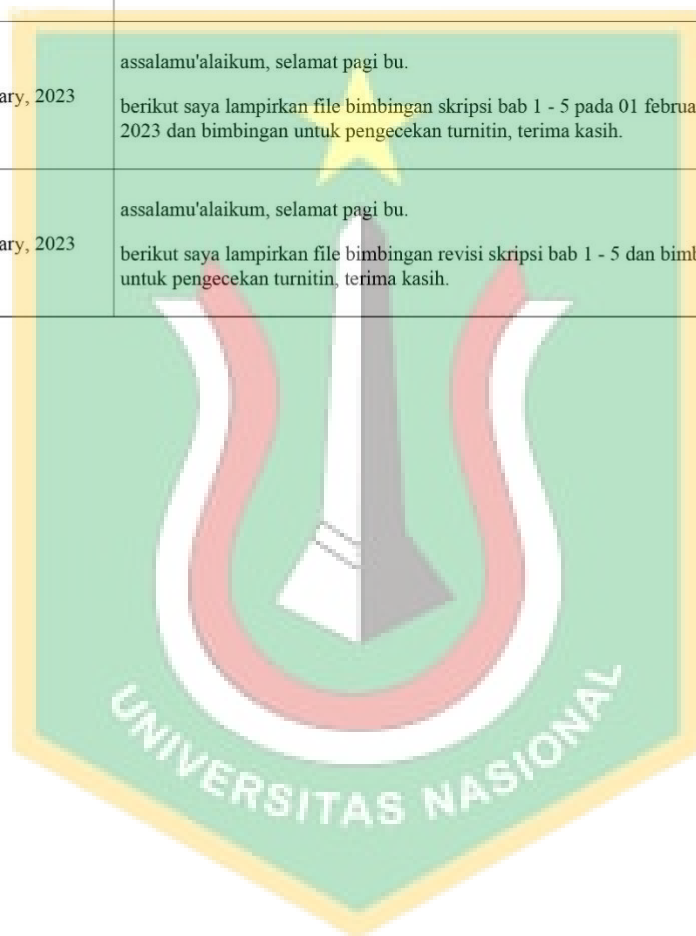 assalamu'alaikum, selamat pagi bu.
ary, 2023
berikut saya lampirkan file bimbingan skripsi bab 1 - 5 pada 01 februa
2023 dan bimbingan untuk pengecekan turnitin, terima kasih.
assalamu'alaikum, selamat pagi bu.
ary, 2023
berikut saya lampirkan file bimbingan revisi skripsi bab 1 - 5 dan bimb
untuk pengecekan turnitin, terima kasih.
UNIVERSITAS NASIONAL